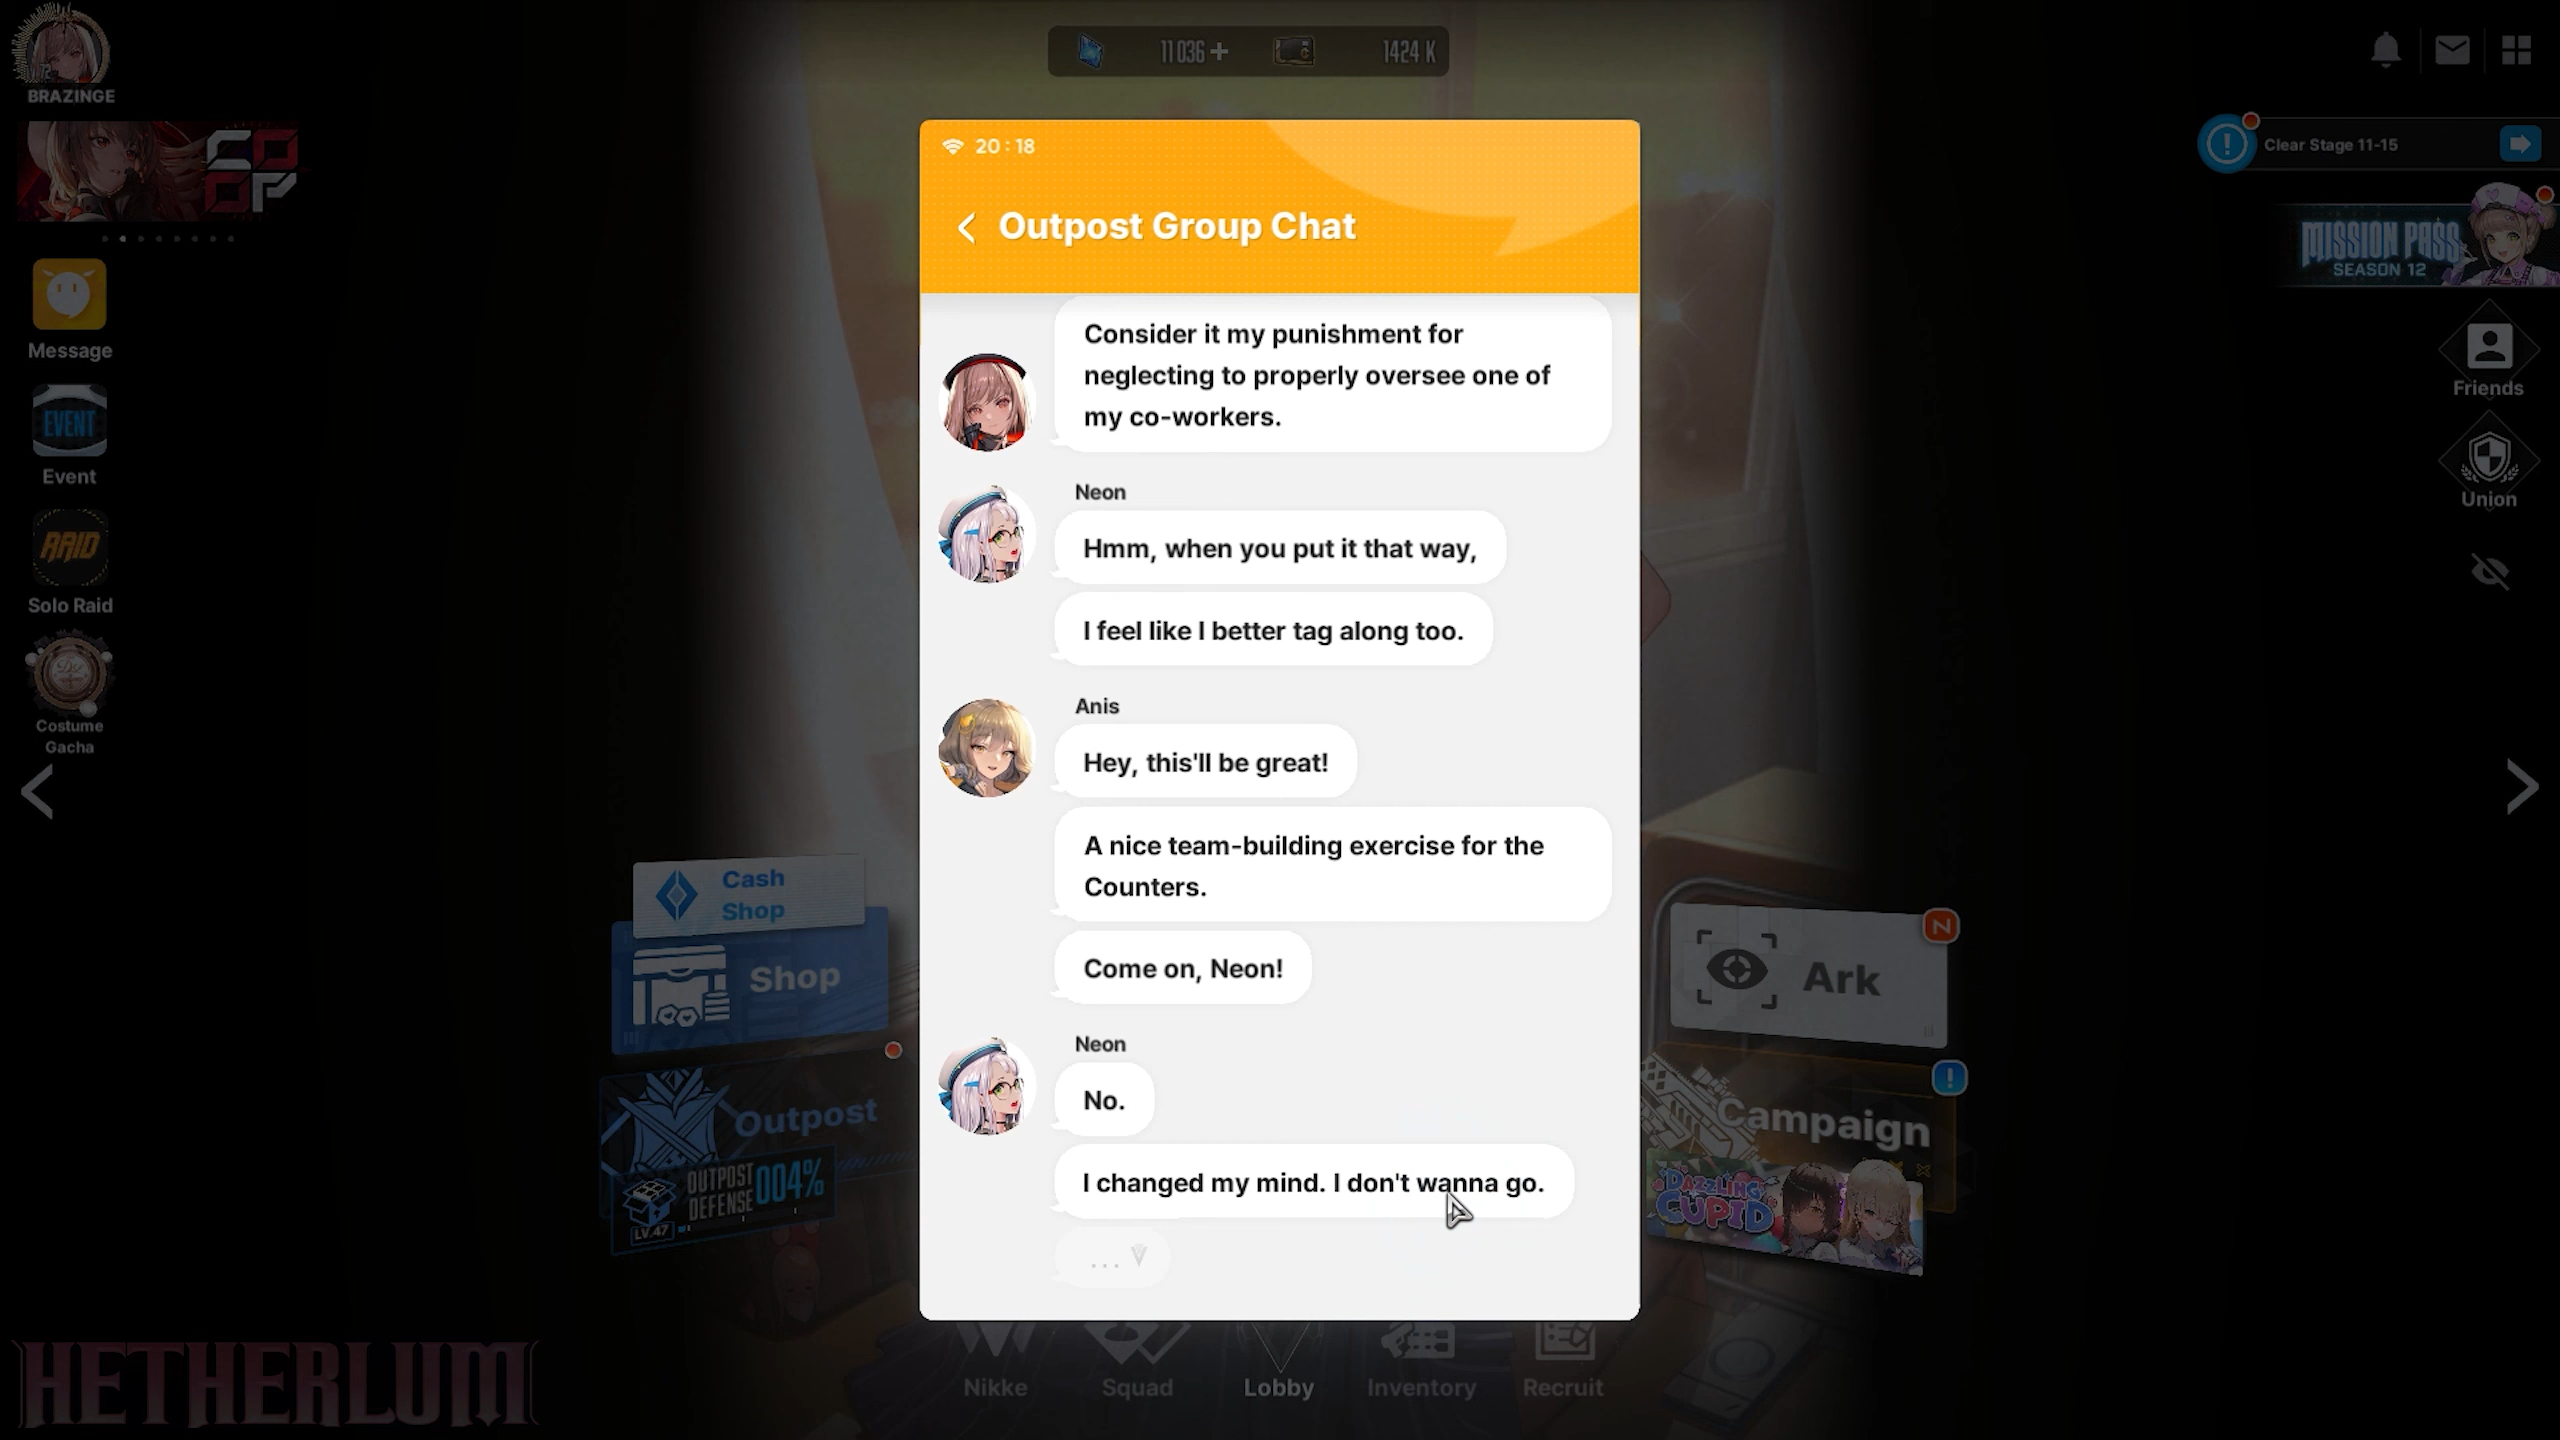 11036+
1424 K
72
BRAZINGE
CO
OP
Message
EVENT
Event
RAID
Solo Raid
Costume
Gacha
Clear Stage 11-15
MISSION PASS
SEASON 12
Friends
Union
20:18
Outpost Group Chat
Consider it my punishment for
neglecting to properly oversee one of
my co-workers.
Neon
Hmm, when you put it that way,
I feel like I better tag along too.
Anis
Hey, this'll be great!
A nice team-building exercise for the
Counters.
Come on, Neon!
Neon
No.
I changed my mind. I don't wanna go.
...
Cash
Shop
Shop
Outpost
OUTPOST
DEFENSE
004%
LV.47
N
Ark
Campaign
DAZZLING
CUPID
HETHERLUM
Nikke
Squad
Lobby
Inventory
Recruit